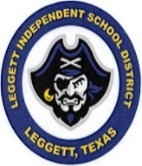 LEGGETT INDEPENDENT SCHOOL DISTRICT
LEGGETT, TEXAS